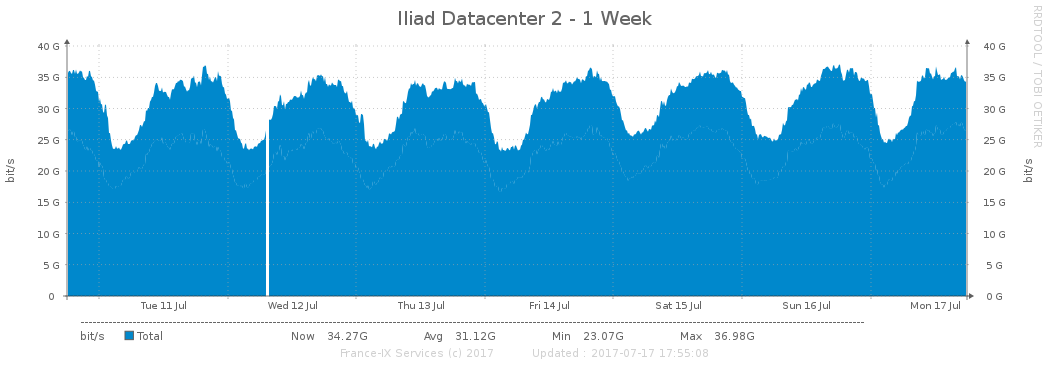 Iliad Datacenter 2 - 1 Week
RRDTOOL / TOBI OETIKER
40 G 40 G
35 G 35 G
30 G 30 G
25 G 25 G
20 G 20 G
15 G 15 G
10 G 10 G
5 G 5 G
0 0 G
bit/s bit/s
Tue 11 Jul Wed 12 Jul Thu 13 Jul Fri 14 Jul Sat 15 Jul Sun 16 Jul Mon 17 Jul
bit/s Total Now 34.27G Avg 31.12G Min 23.07G Max 36.98G
France-IX Services (c) 2017 Updated : 2017-07-17 17:55:08